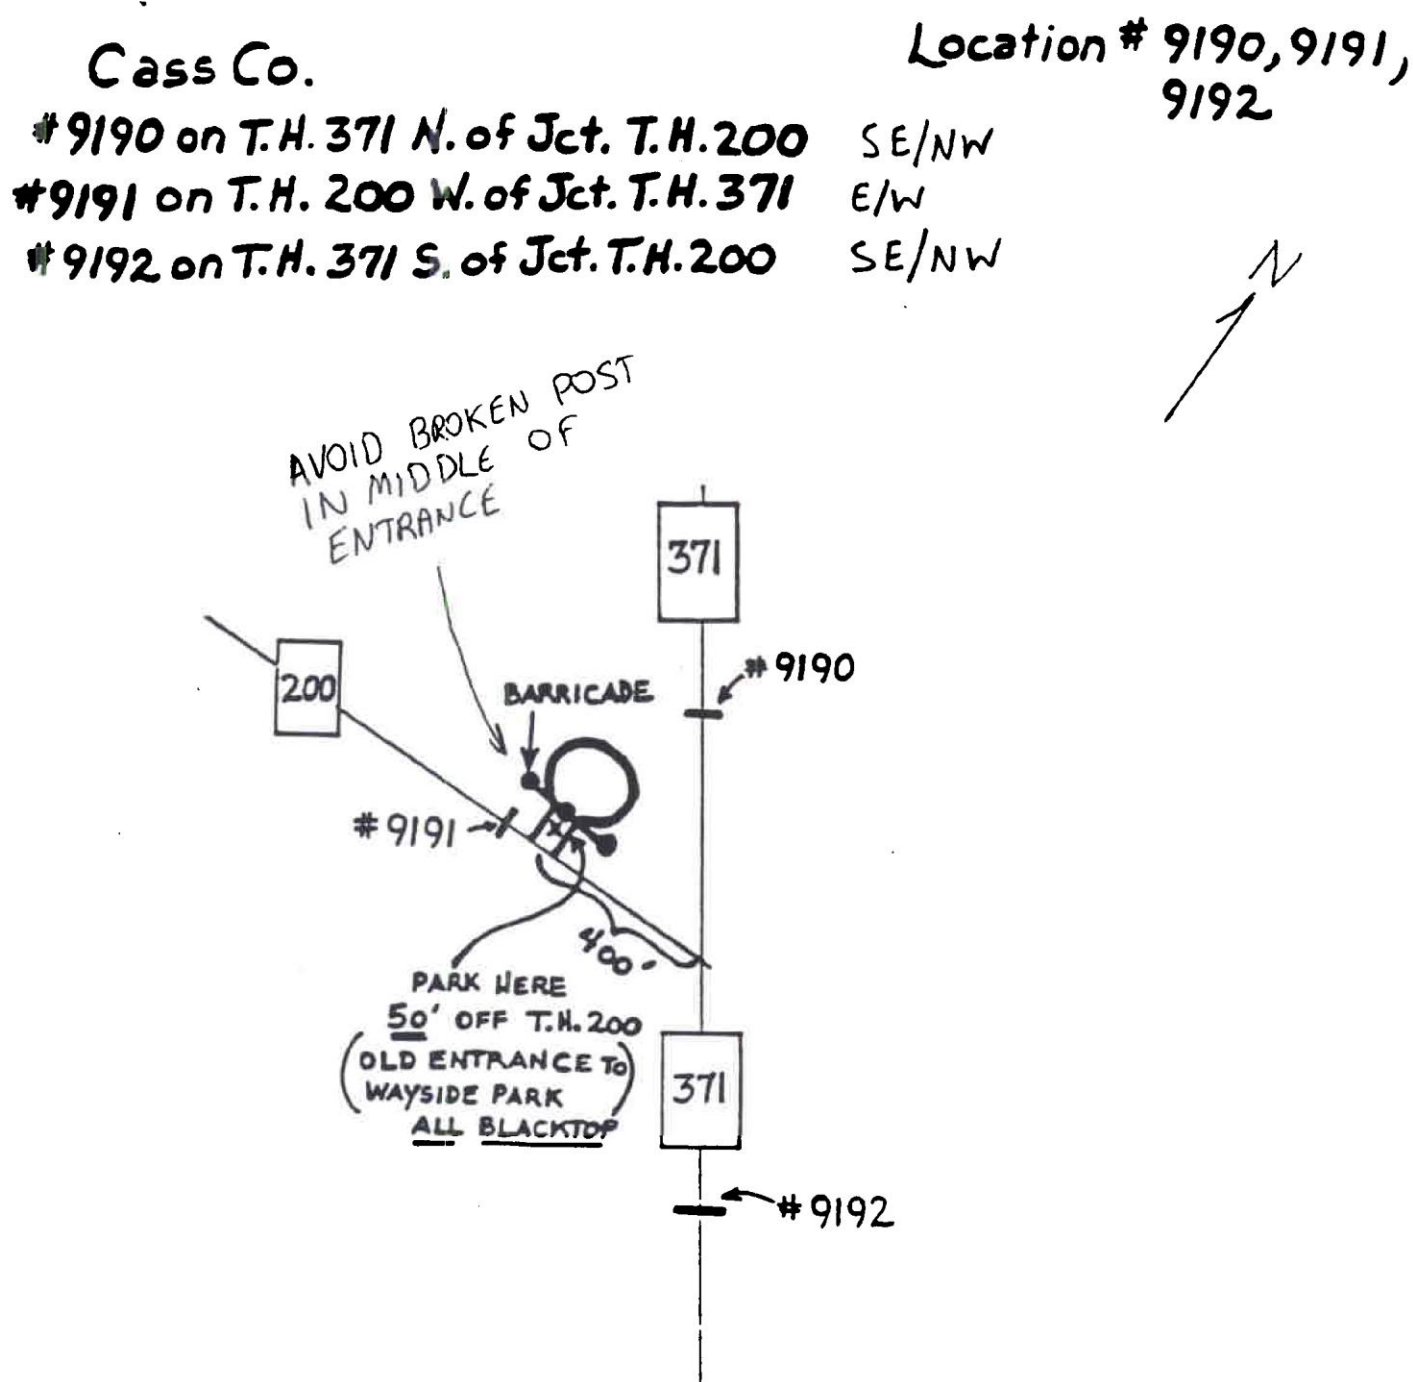 Cass Co.
Location # 9190, 9191,
9192
#9190 on T.H. 371 N. of Jct. T.H. 200 SE/NW
#9191 on T.H. 200 W. of Jct. T.H. 371 E/W
#9192 on T.H. 371 S. of Jct. T.H. 200 SE/NW
N
AVOID BROKEN POST
IN MIDDLE OF
ENTRANCE
371
200
BARRICADE
#9190
#9191
400'
PARK HERE
50' OFF T.H. 200
(OLD ENTRANCE TO
WAYSIDE PARK)
ALL BLACKTOP
371
#9192